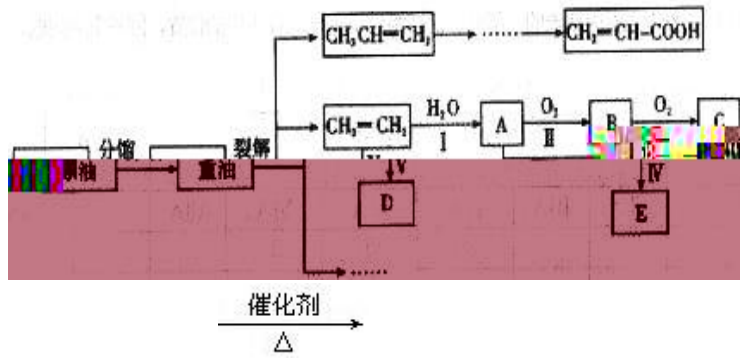 CH₃CH=CH₂ ...... CH₂=CH-COOH
CH₂=CH₂ H₂O Ⅰ A O₂ Ⅱ B O₂ C
分馏 重油 裂解 Ⅴ Ⅳ
D E
......
催化剂
△